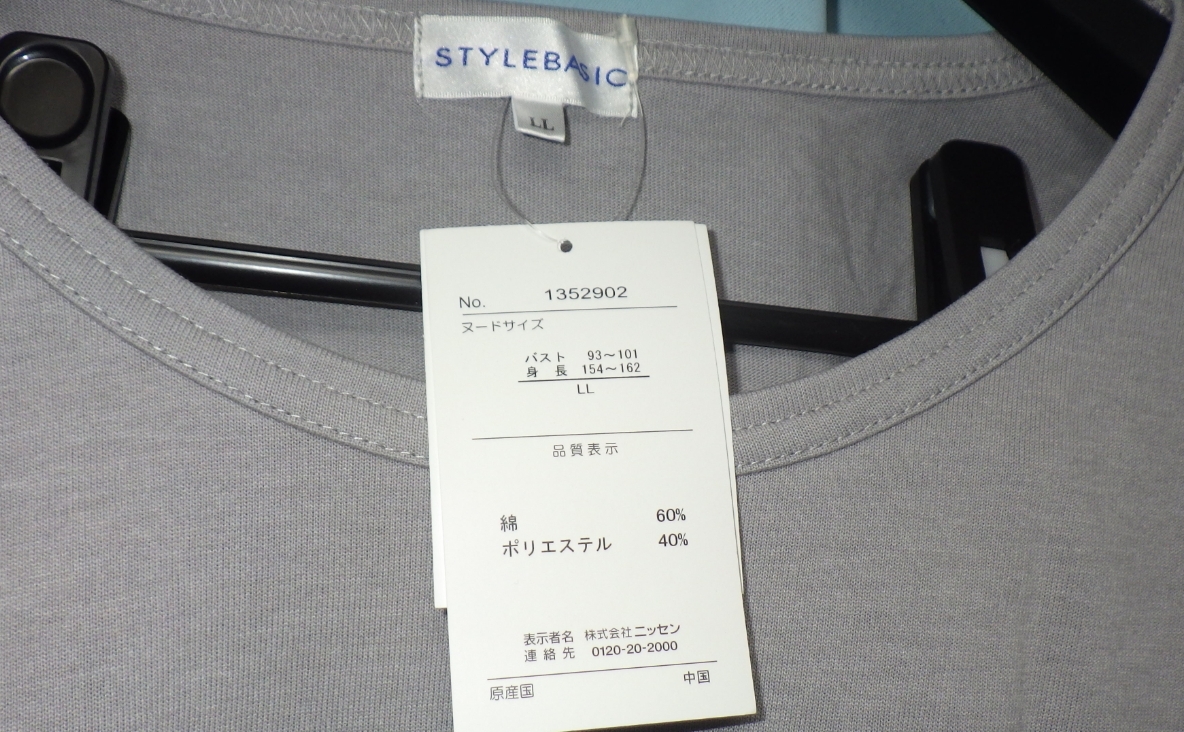 STYLEBASIC
LL
No. 1352902
ヌードサイズ
バスト 93～101
身長 154～162
LL
品質表示
綿 60%
ポリエステル 40%
表示者名 株式会社ニッセン
連絡先 0120-20-2000
原産国 中国